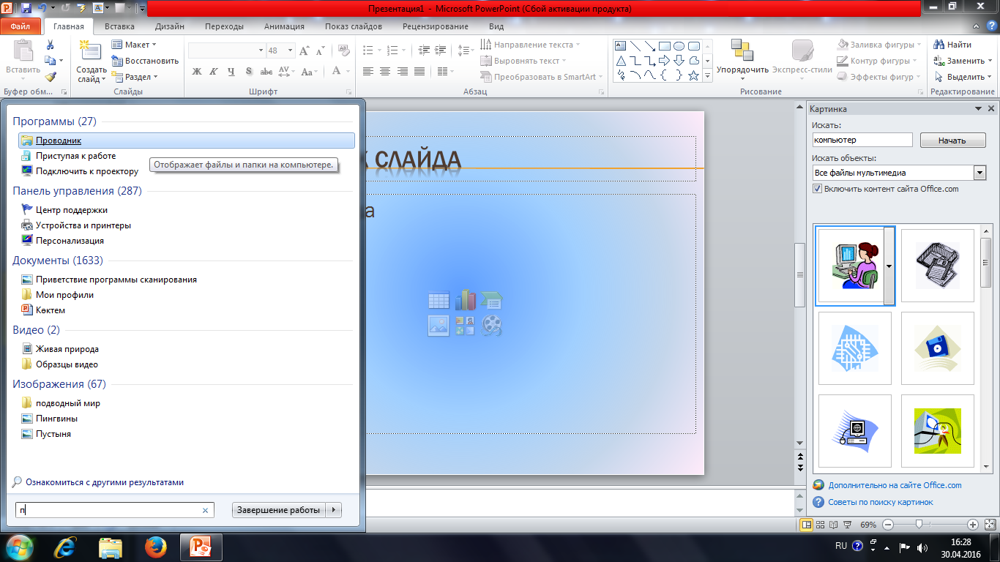 Презентация1 - Microsoft PowerPoint (Сбой активации продукта)
Файл Главная Вставка Дизайн Переходы Анимация Показ слайдов Рецензирование Вид
Вставить
Создать слайд
Макет
Восстановить
Раздел
48
Ж К Ч S abc AV Aa A
Направление текста
Выровнять текст
Преобразовать в SmartArt
Упорядочить
Экспресс-стили
Заливка фигуры
Контур фигуры
Эффекты фигур
Найти
Заменить
Выделить
Буфер обм... Слайды Шрифт Абзац Рисование Редактирование
Программы (27)
Проводник
Приступая к работе
Подключить к проектору
Отображает файлы и папки на компьютере.
Панель управления (287)
Центр поддержки
Устройства и принтеры
Персонализация
Документы (1633)
Приветствие программы сканирования
Мои профили
Көктем
Видео (2)
Живая природа
Образцы видео
Изображения (67)
подводный мир
Пингвины
Пустыня
Ознакомиться с другими результатами
п
Завершение работы
СЛАЙДА
а
Картинка
Искать:
компьютер
Начать
Искать объекты:
Все файлы мультимедиа
Включить контент сайта Office.com
Дополнительно на сайте Office.com
Советы по поиску картинок
69%
RU
16:28
30.04.2016